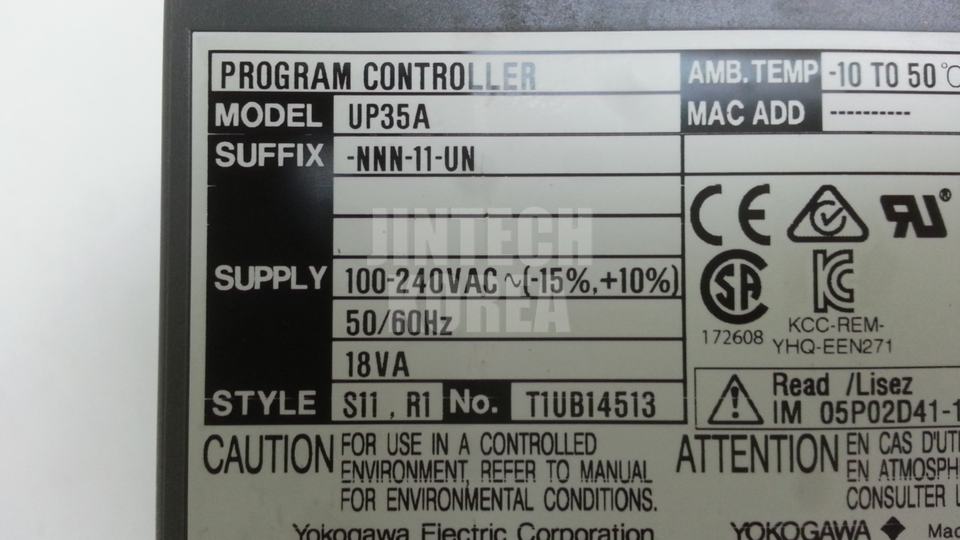 PROGRAM CONTROLLER
AMB.TEMP -10 TO 50℃
MODEL UP35A
MAC ADD ----------
SUFFIX -NNN-11-UN
JINTECH
KOREA
SUPPLY 100-240VAC ~(-15%,+10%)
50/60Hz
18VA
STYLE S11 , R1 No. T1UB14513
CE
172608
KCC-REM-
YHQ-EEN271
Read /Lisez
IM 05P02D41-1
CAUTION FOR USE IN A CONTROLLED
ENVIRONMENT, REFER TO MANUAL
FOR ENVIRONMENTAL CONDITIONS.
ATTENTION EN CAS D'UTI
EN ATMOSPH
CONSULTER L
Yokogawa Electric Corporation
YOKOGAWA Mad